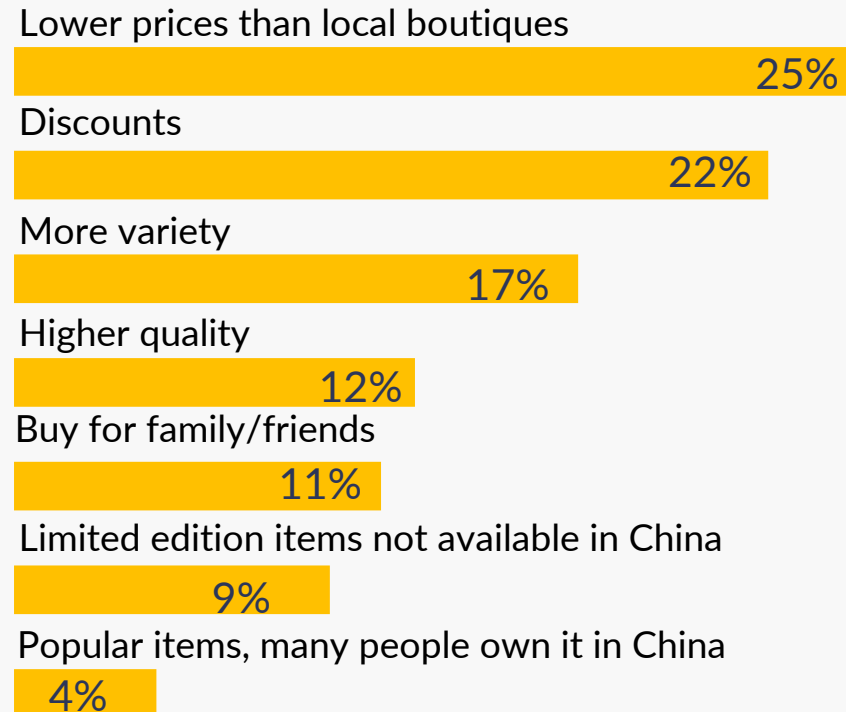 Lower prices than local boutiques
25%
Discounts
22%
More variety
17%
Higher quality
12%
Buy for family/friends
11%
Limited edition items not available in China
9%
Popular items, many people own it in China
4%